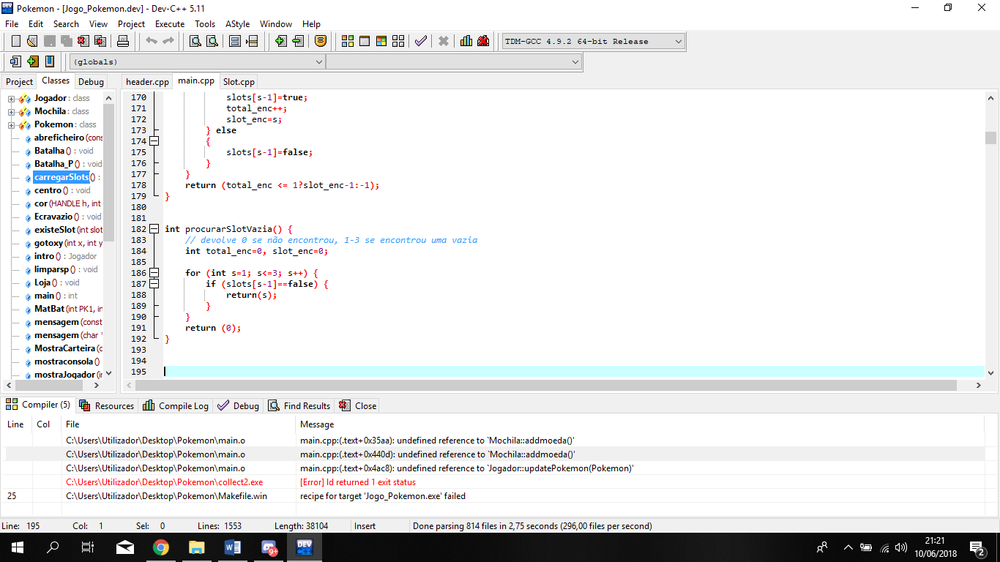 Pokemon - [Jogo_Pokemon.dev] - Dev-C++ 5.11
File Edit Search View Project Execute Tools AStyle Window Help
TDM-GCC 4.9.2 64-bit Release
(globals)
Project Classes Debug
header.cpp main.cpp Slot.cpp
Jogador : class
Mochila : class
Pokemon : class
abreficheiro (cons
Batalha () : void
Batalha_P () : void
carregarSlots () :
centro () : void
cor (HANDLE h, int
Ecravazio () : void
existeSlot (int slot
gotoxy (int x, int y
intro () : Jogador
limparsp () : void
Loja () : void
main () : int
MatBat (int PK1, in
mensagem (const
mensagem (char *
MostraCarteira (c
mostraconsola ()
mostraJogador (in
170 slots[s-1]=true;
171 total_enc++;
172 slot_enc=s;
173 } else
174 {
175 slots[s-1]=false;
176 }
177 }
178 return (total_enc <= 1?slot_enc-1:-1);
179 }
180
181
182 int procurarSlotVazia() {
183 // devolve 0 se não encontrou, 1-3 se encontrou uma vazia
184 int total_enc=0, slot_enc=0;
185
186 for (int s=1; s<=3; s++) {
187 if (slots[s-1]==false) {
188 return(s);
189 }
190 }
191 return (0);
192 }
193
194
195
Compiler (5) Resources Compile Log Debug Find Results Close
Line Col File Message
C:\Users\Utilizador\Desktop\Pokemon\main.o main.cpp:(.text+0x35aa): undefined reference to `Mochila::addmoeda()'
C:\Users\Utilizador\Desktop\Pokemon\main.o main.cpp:(.text+0x440d): undefined reference to `Mochila::addmoeda()'
C:\Users\Utilizador\Desktop\Pokemon\main.o main.cpp:(.text+0x4ac8): undefined reference to `Jogador::updatePokemon(Pokemon)'
C:\Users\Utilizador\Desktop\Pokemon\collect2.exe [Error] ld returned 1 exit status
25 C:\Users\Utilizador\Desktop\Pokemon\Makefile.win recipe for target 'Jogo_Pokemon.exe' failed
Line: 195 Col: 1 Sel: 0 Lines: 1553 Length: 38104 Insert Done parsing 814 files in 2,75 seconds (296,00 files per second)
9+
DEV
21:21
10/06/2018
2